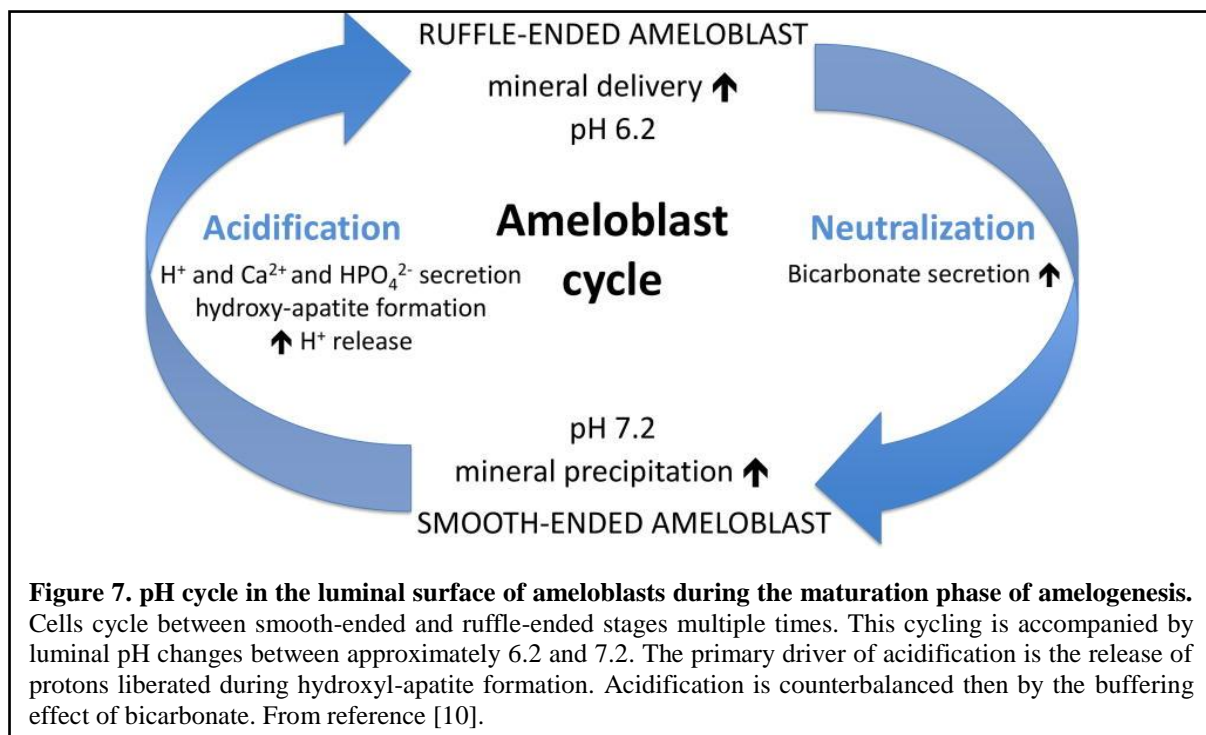 RUFFLE-ENDED AMELOBLAST
mineral delivery ↑
pH 6.2
Acidification
H⁺ and Ca²⁺ and HPO₄²⁻ secretion
hydroxy-apatite formation
↑ H⁺ release
Ameloblast
cycle
Neutralization
Bicarbonate secretion ↑
pH 7.2
mineral precipitation ↑
SMOOTH-ENDED AMELOBLAST
Figure 7. pH cycle in the luminal surface of ameloblasts during the maturation phase of amelogenesis.
Cells cycle between smooth-ended and ruffle-ended stages multiple times. This cycling is accompanied by
luminal pH changes between approximately 6.2 and 7.2. The primary driver of acidification is the release of
protons liberated during hydroxyl-apatite formation. Acidification is counterbalanced then by the buffering
effect of bicarbonate. From reference [10].